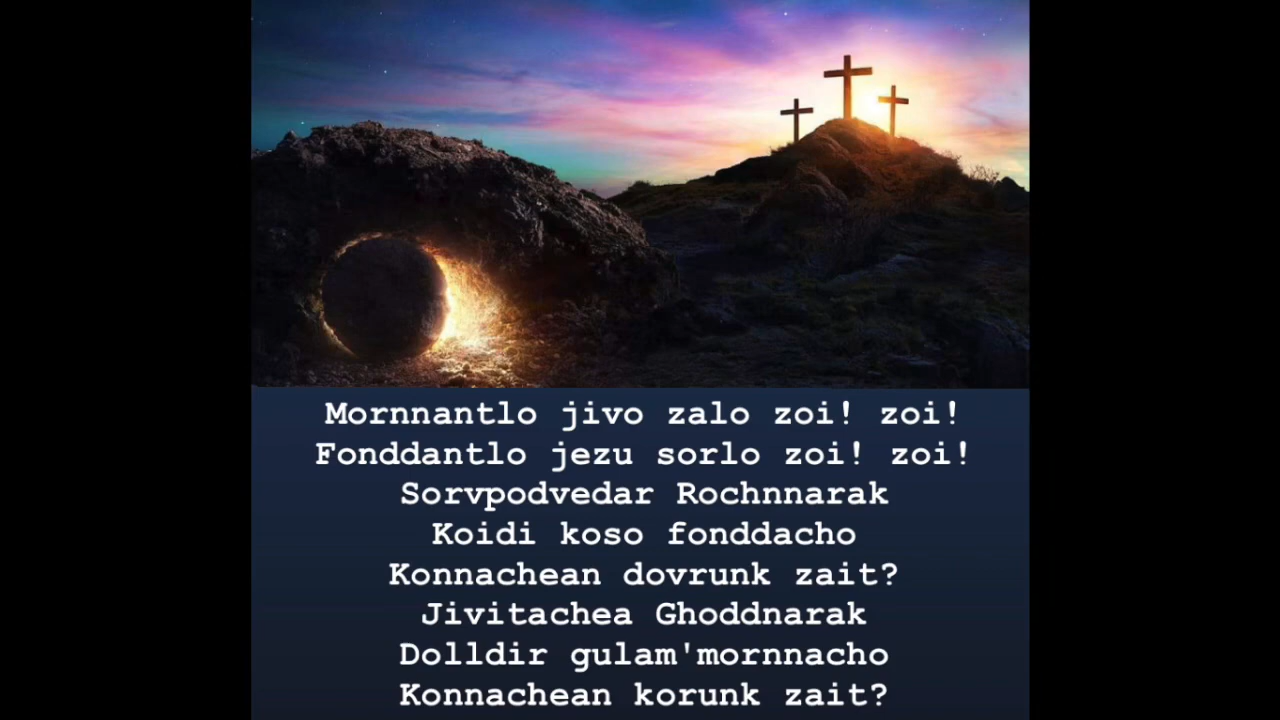 Mornnantlo jivo zalo zoi! zoi!
Fonddantlo jezu sorlo zoi! zoi!
Sorvpodvedar Rochnnarak
Koidi koso fonddacho
Konnachean dovrunk zait?
Jivitachea Ghoddnarak
Dolldir gulam'mornnacho
Konnachean korunk zait?